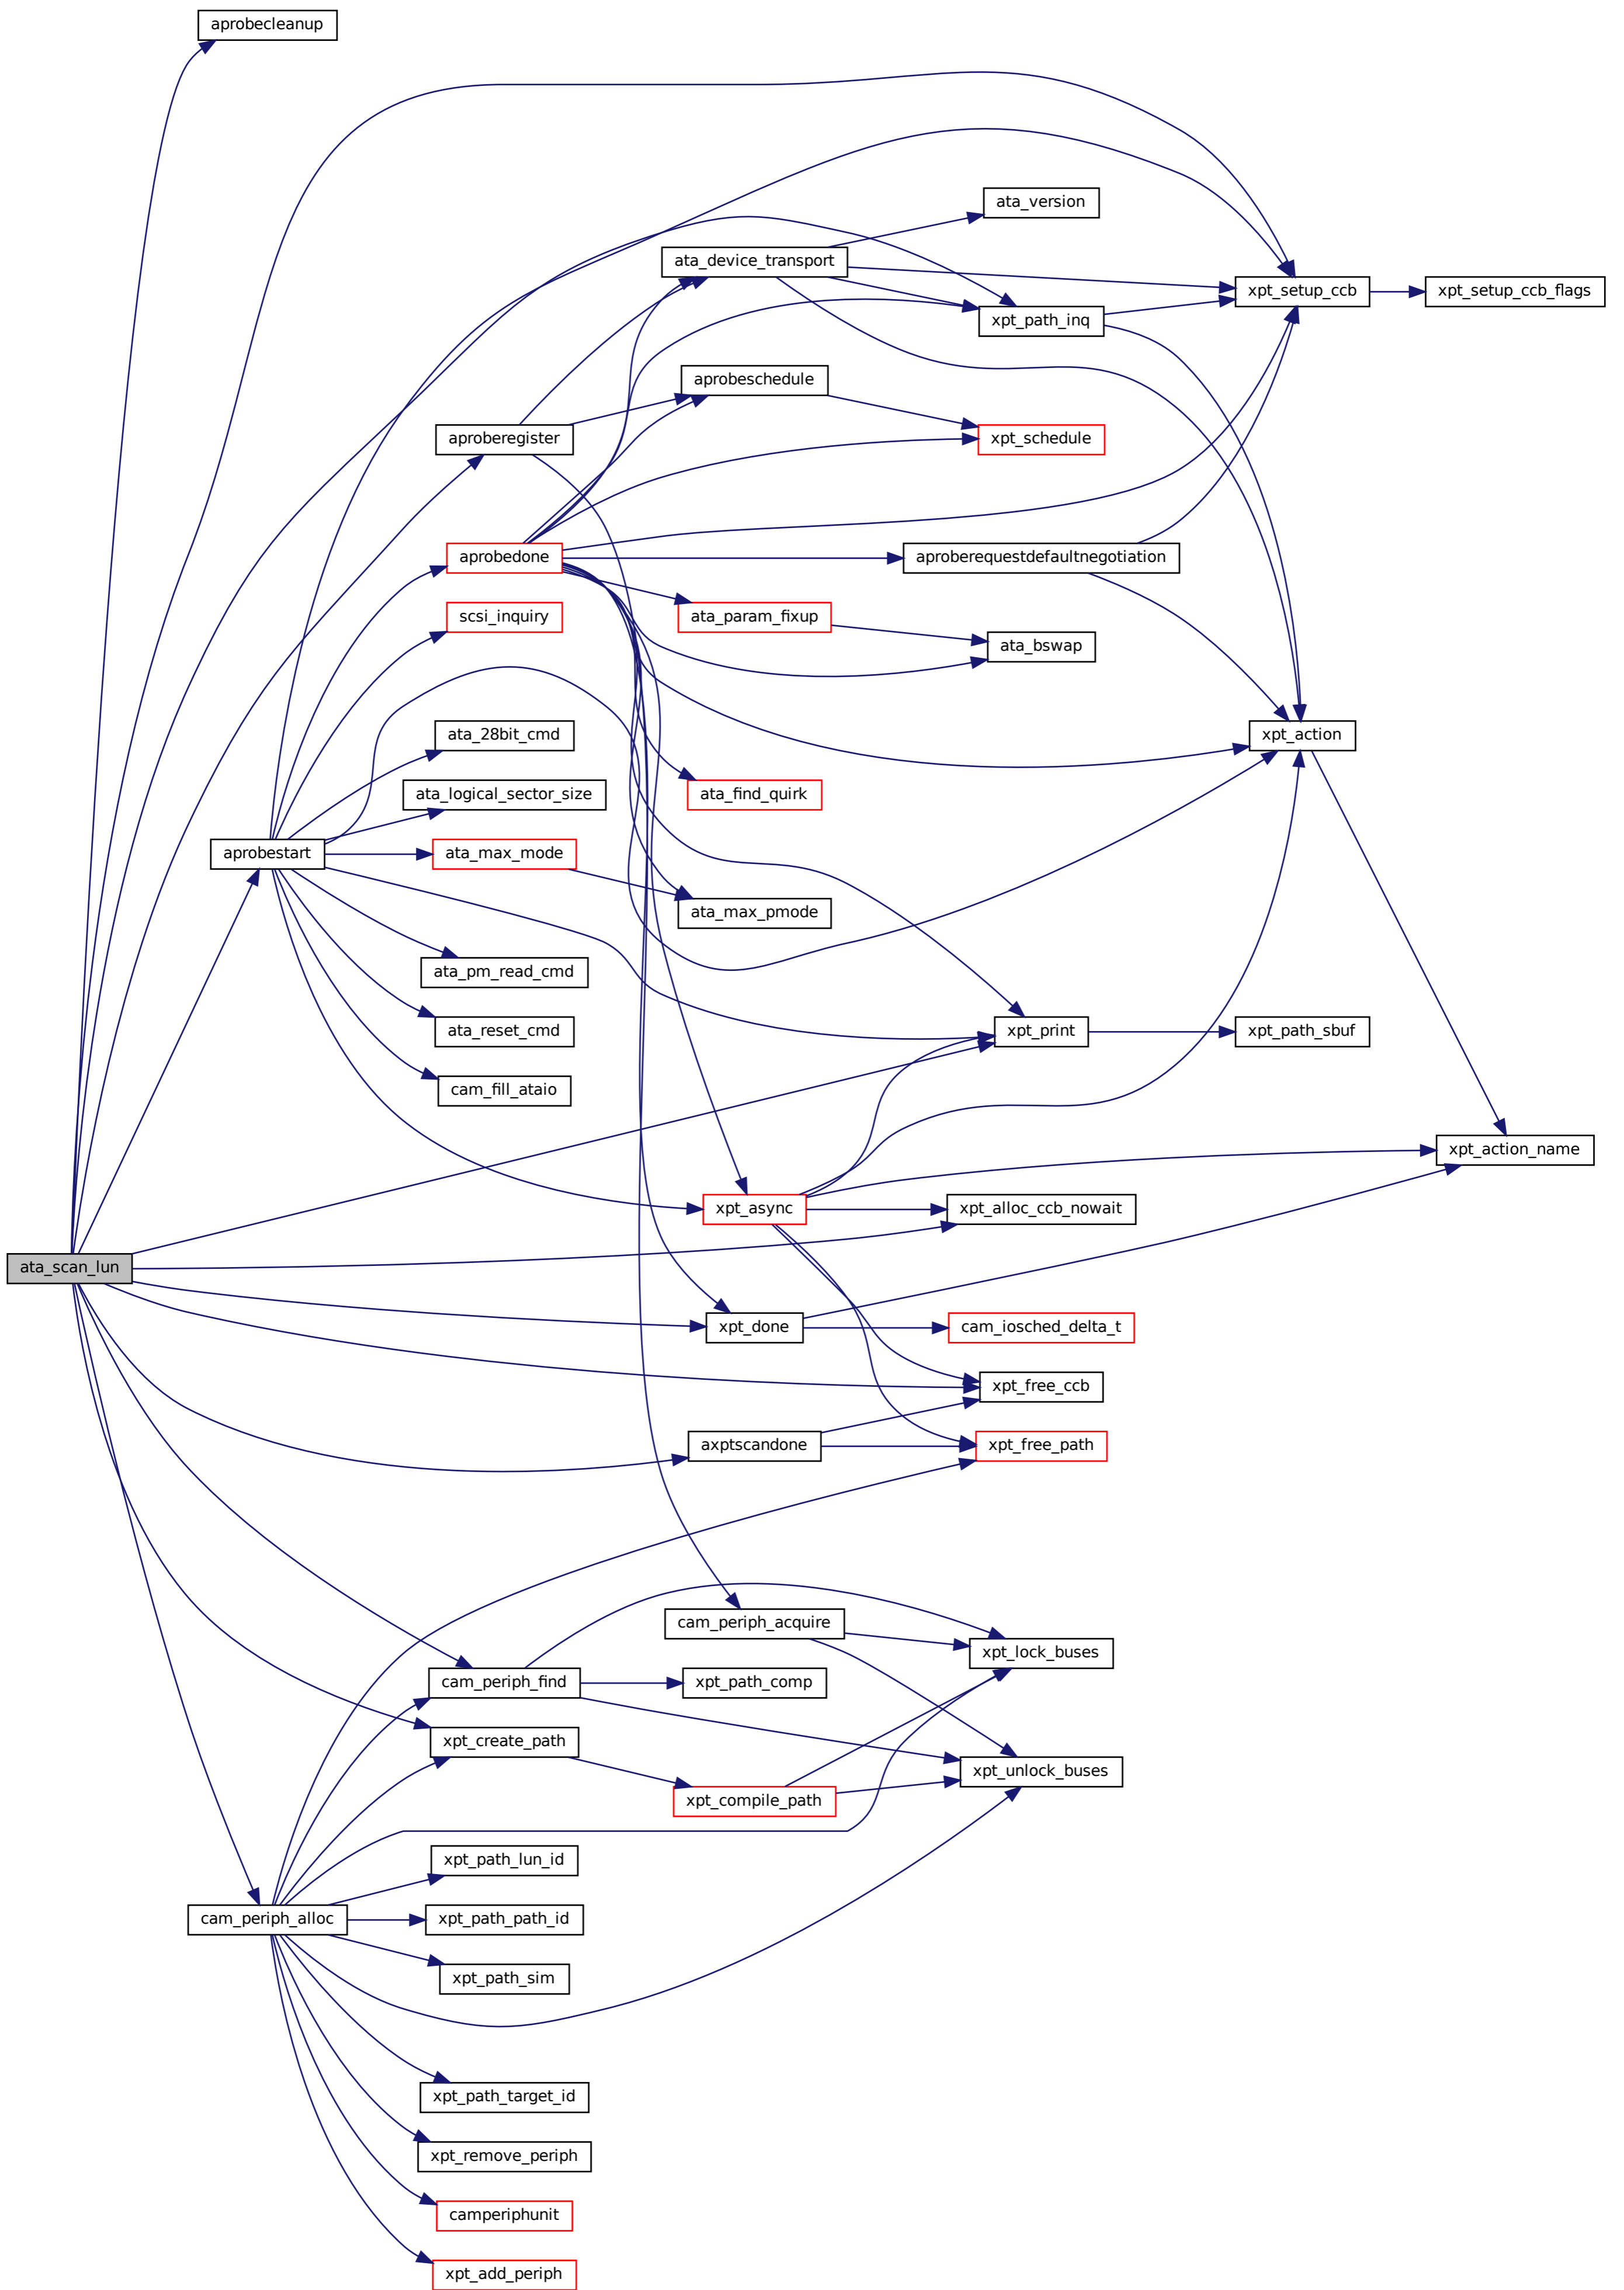 aprobecleanup
ata_version
ata_device_transport
xpt_setup_ccb
xpt_setup_ccb_flags
xpt_path_inq
aprobeschedule
aproberegister
xpt_schedule
aprobedone
aproberequestdefaultnegotiation
scsi_inquiry
ata_param_fixup
ata_bswap
ata_28bit_cmd
xpt_action
ata_logical_sector_size
ata_find_quirk
aprobestart
ata_max_mode
ata_max_pmode
ata_pm_read_cmd
ata_reset_cmd
xpt_print
xpt_path_sbuf
cam_fill_ataio
xpt_action_name
xpt_async
xpt_alloc_ccb_nowait
ata_scan_lun
xpt_done
cam_iosched_delta_t
xpt_free_ccb
axptscandone
xpt_free_path
cam_periph_acquire
xpt_lock_buses
cam_periph_find
xpt_path_comp
xpt_create_path
xpt_unlock_buses
xpt_compile_path
xpt_path_lun_id
cam_periph_alloc
xpt_path_path_id
xpt_path_sim
xpt_path_target_id
xpt_remove_periph
camperiphunit
xpt_add_periph